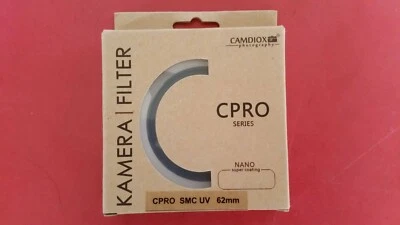 CAMDIOX
photography
KAMERA | FILTER
CPRO
SERIES
NANO
super coating
CPRO SMC UV 62mm